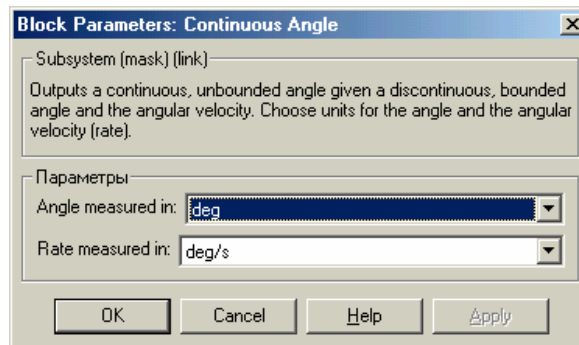 Block Parameters: Continuous Angle
Subsystem (mask) (link)
Outputs a continuous, unbounded angle given a discontinuous, bounded
angle and the angular velocity. Choose units for the angle and the angular
velocity (rate).
Параметры
Angle measured in: deg
Rate measured in: deg/s
OK Cancel Help Apply